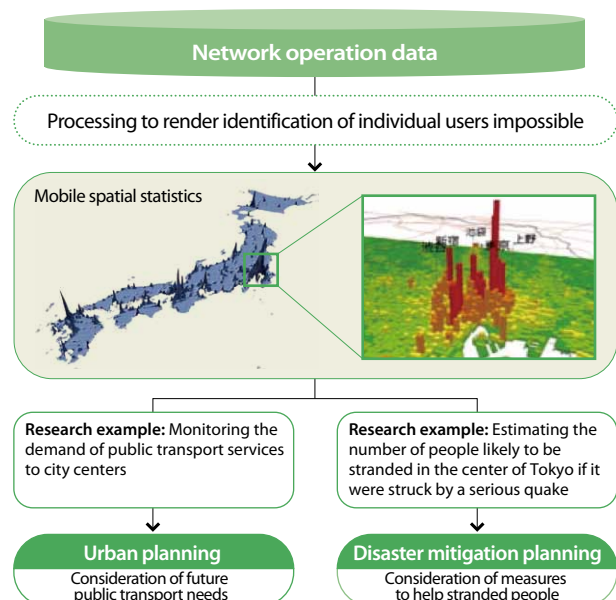 Network operation data
Processing to render identification of individual users impossible
Mobile spatial statistics
池袋
上野
新宿
Research example: Monitoring the
demand of public transport services
to city centers
Research example: Estimating the
number of people likely to be
stranded in the center of Tokyo if it
were struck by a serious quake
Urban planning
Consideration of future
public transport needs
Disaster mitigation planning
Consideration of measures
to help stranded people